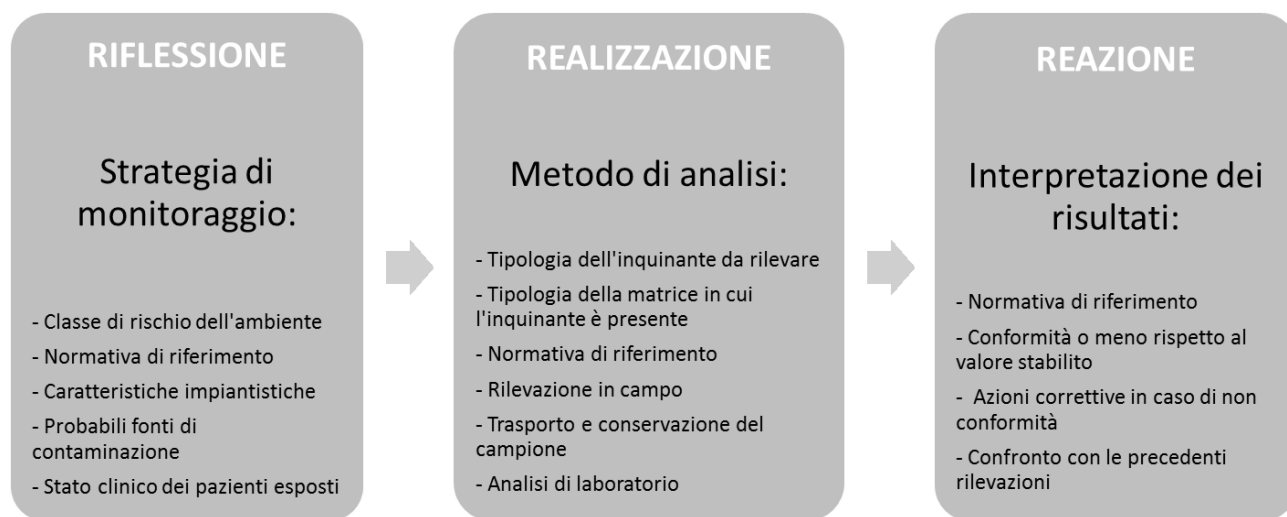 RIFLESSIONE
Strategia di
monitoraggio:
- Classe di rischio dell'ambiente
- Normativa di riferimento
- Caratteristiche impiantistiche
- Probabili fonti di
contaminazione
- Stato clinico dei pazienti esposti
REALIZZAZIONE
Metodo di analisi:
- Tipologia dell'inquinante da rilevare
- Tipologia della matrice in cui
l'inquinante è presente
- Normativa di riferimento
- Rilevazione in campo
- Trasporto e conservazione del
campione
- Analisi di laboratorio
REAZIONE
Interpretazione dei
risultati:
- Normativa di riferimento
- Conformità o meno rispetto al
valore stabilito
- Azioni correttive in caso di non
conformità
- Confronto con le precedenti
rilevazioni